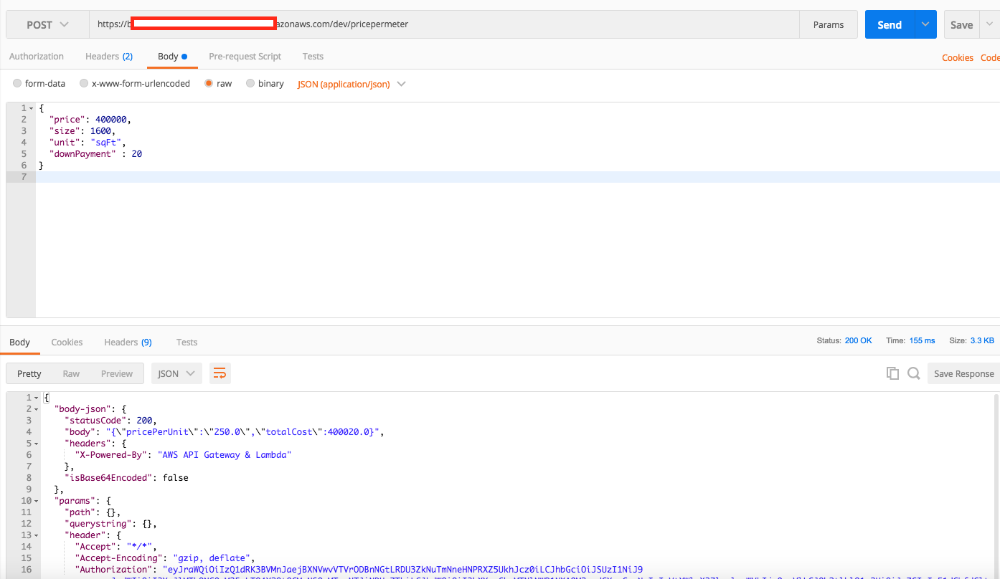 POST https://b azonaws.com/dev/pricepermeter Params Send Save
Authorization Headers (2) Body Pre-request Script Tests Cookies Code
form-data x-www-form-urlencoded raw binary JSON (application/json)
1 {
2 "price": 400000,
3 "size": 1600,
4 "unit": "sqFt",
5 "downPayment" : 20
6 }
7
Body Cookies Headers (9) Tests Status: 200 OK Time: 155 ms Size: 3.3 KB
Pretty Raw Preview JSON Save Response
1 {
2 "body-json": {
3 "statusCode": 200,
4 "body": "{\"pricePerUnit\":\"250.0\",\"totalCost\":400020.0}",
5 "headers": {
6 "X-Powered-By": "AWS API Gateway & Lambda"
7 },
8 "isBase64Encoded": false
9 },
10 "params": {
11 "path": {},
12 "querystring": {},
13 "header": {
14 "Accept": "*/*",
15 "Accept-Encoding": "gzip, deflate",
16 "Authorization":